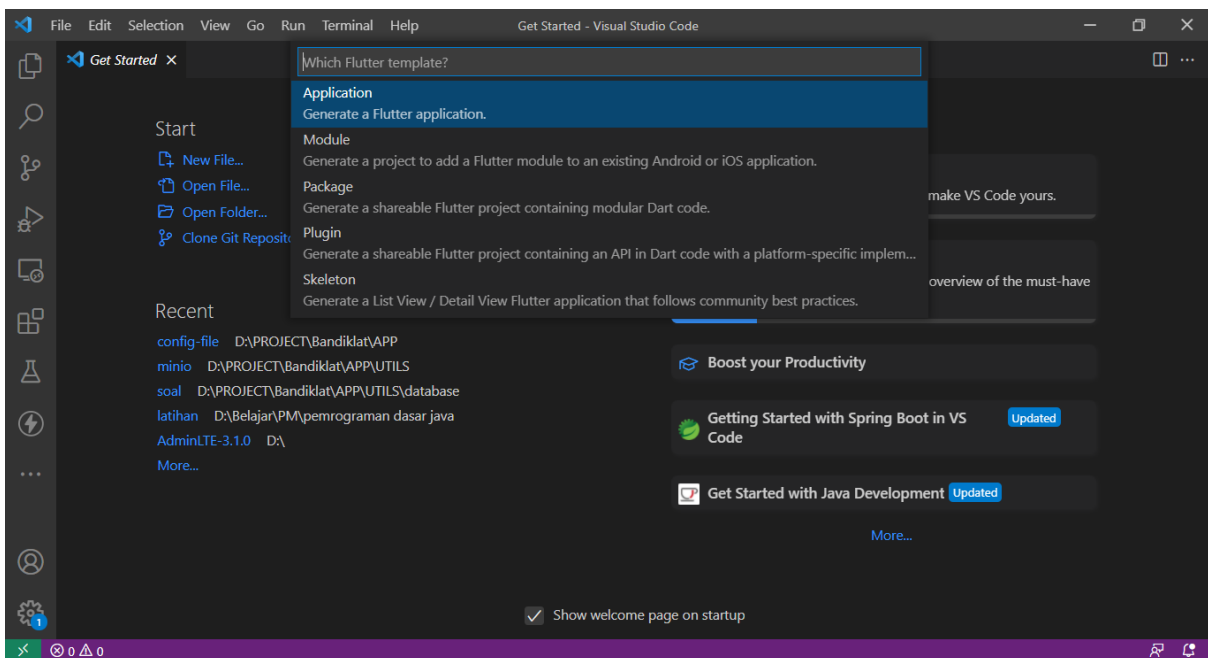 File Edit Selection View Go Run Terminal Help Get Started - Visual Studio Code
Get Started
Which Flutter template?
Application
Generate a Flutter application.
Module
Generate a project to add a Flutter module to an existing Android or iOS application.
Package
Generate a shareable Flutter project containing modular Dart code.
Plugin
Generate a shareable Flutter project containing an API in Dart code with a platform-specific implem...
Skeleton
Generate a List View / Detail View Flutter application that follows community best practices.
Start
New File...
Open File...
Open Folder...
Clone Git Reposito
Recent
config-file D:\PROJECT\Bandiklat\APP
minio D:\PROJECT\Bandiklat\APP\UTILS
soal D:\PROJECT\Bandiklat\APP\UTILS\database
latihan D:\Belajar\PM\pemrograman dasar java
AdminLTE-3.1.0 D:\
More...
make VS Code yours.
overview of the must-have
Boost your Productivity
Getting Started with Spring Boot in VS
Code
Updated
Get Started with Java Development Updated
More...
Show welcome page on startup
1
0 0